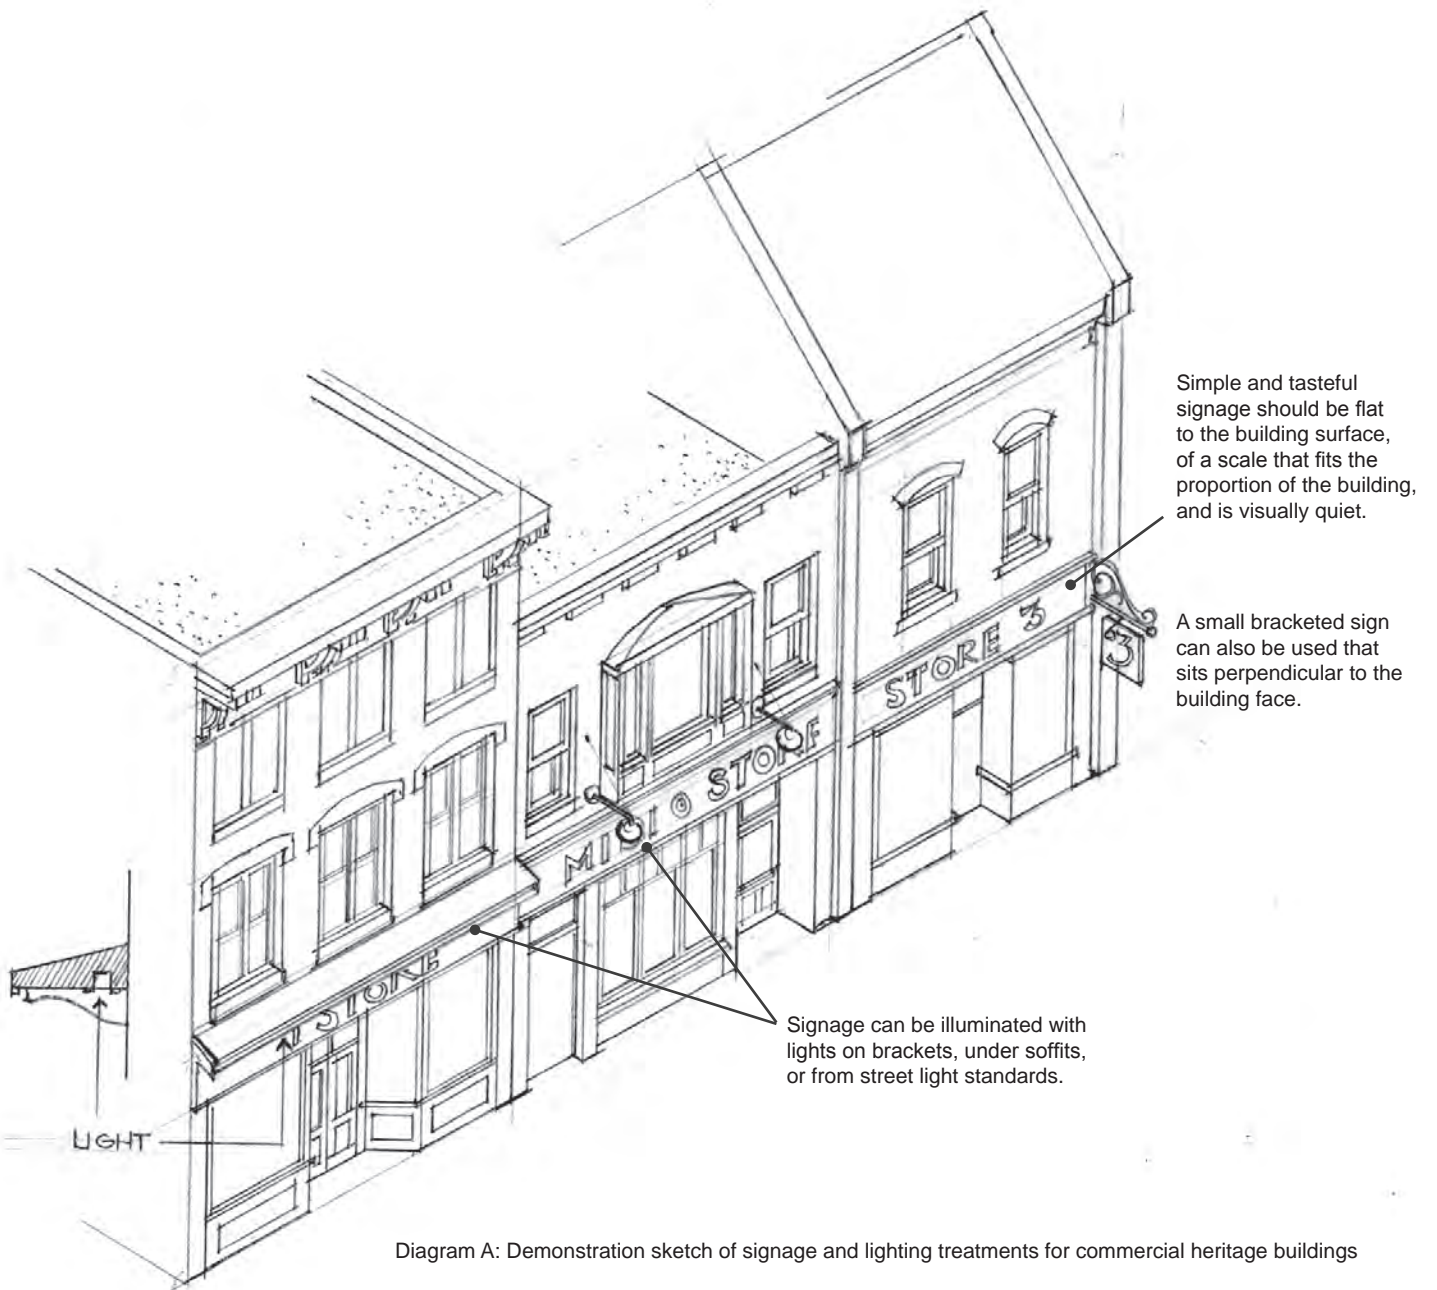 Simple and tasteful
signage should be flat
to the building surface,
of a scale that fits the
proportion of the building,
and is visually quiet.
A small bracketed sign
can also be used that
sits perpendicular to the
building face.
STORE 3
3
STORE
STORE
LIGHT
Signage can be illuminated with
lights on brackets, under soffits,
or from street light standards.
Diagram A: Demonstration sketch of signage and lighting treatments for commercial heritage buildings